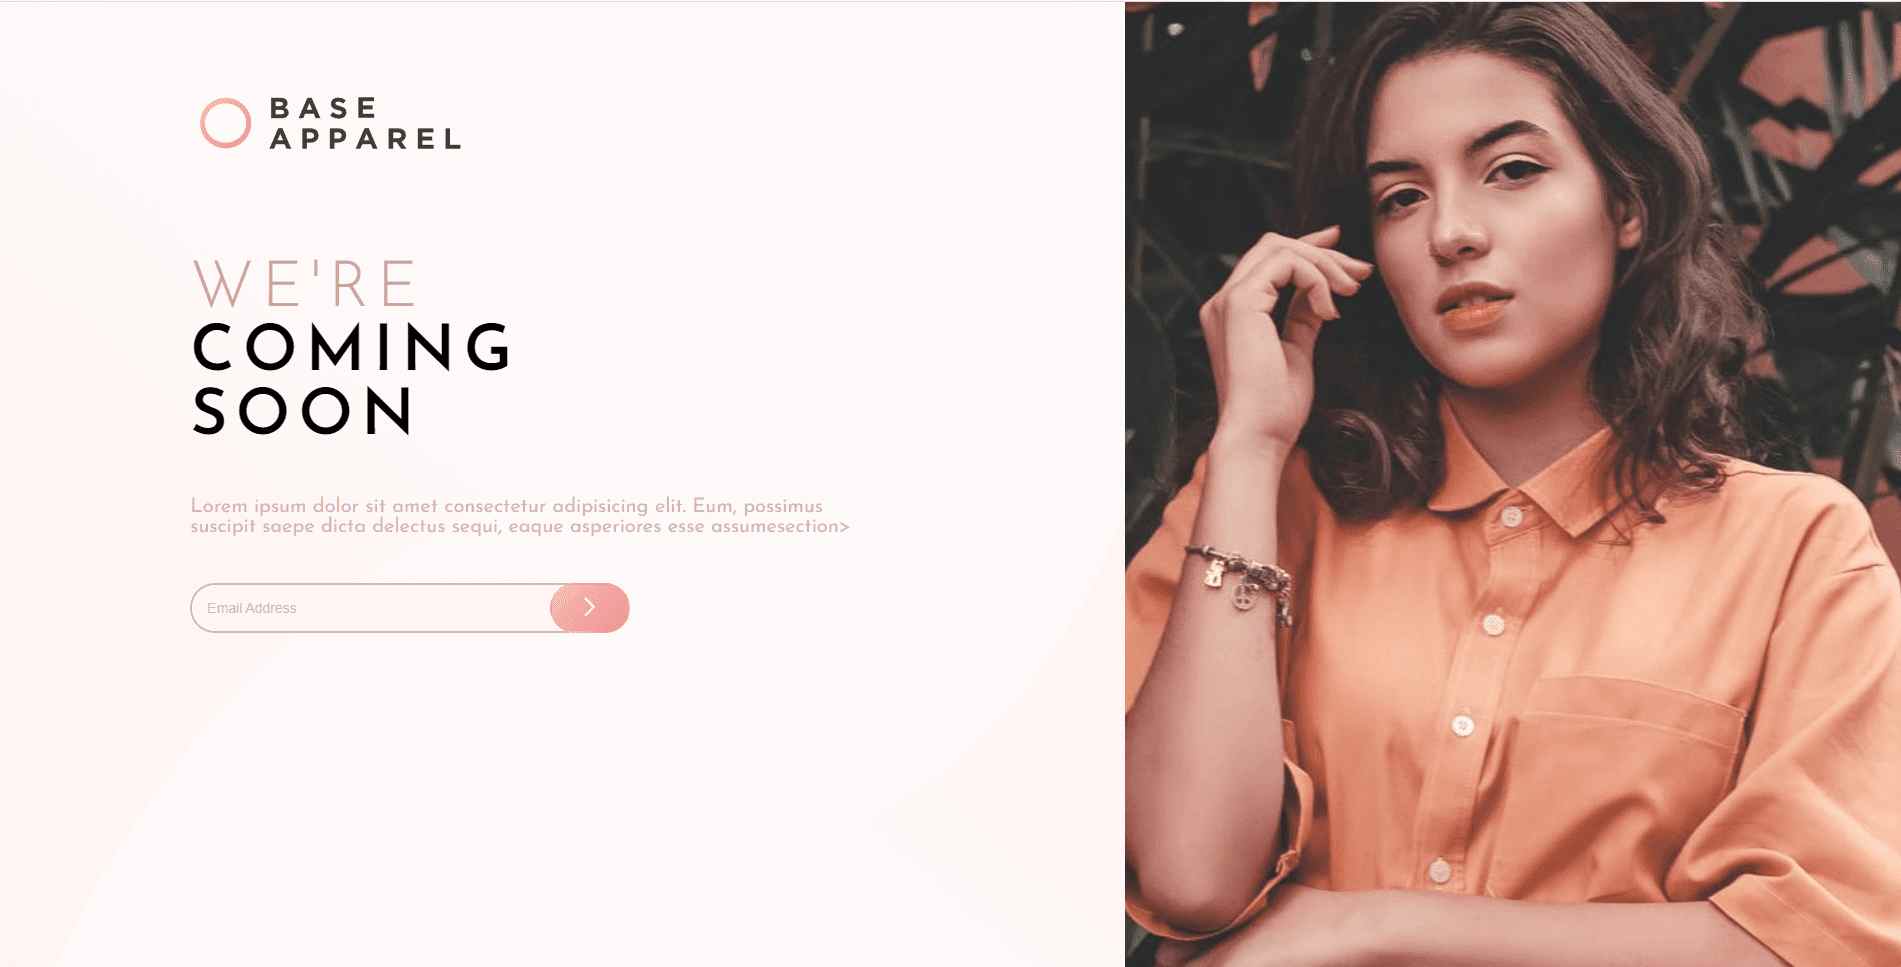 BASE
APPAREL
WE'RE
COMING
SOON
Lorem ipsum dolor sit amet consectetur adipisicing elit. Eum, possimus
suscipit saepe dicta delectus sequi, eaque asperiores esse assumesection>
Email Address